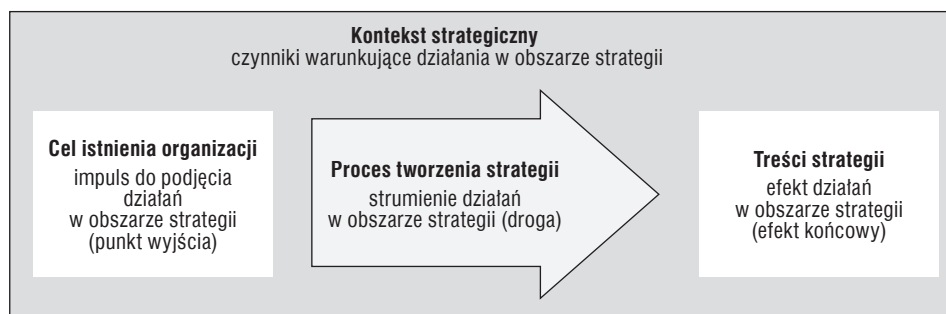 Kontekst strategiczny
czynniki warunkujące działania w obszarze strategii
Cel istnienia organizacji
impuls do podjęcia
działań
w obszarze strategii
(punkt wyjścia)
Proces tworzenia strategii
strumienie działań
w obszarze strategii (droga)
Treści strategii
efekt działań
w obszarze strategii
(efekt końcowy)